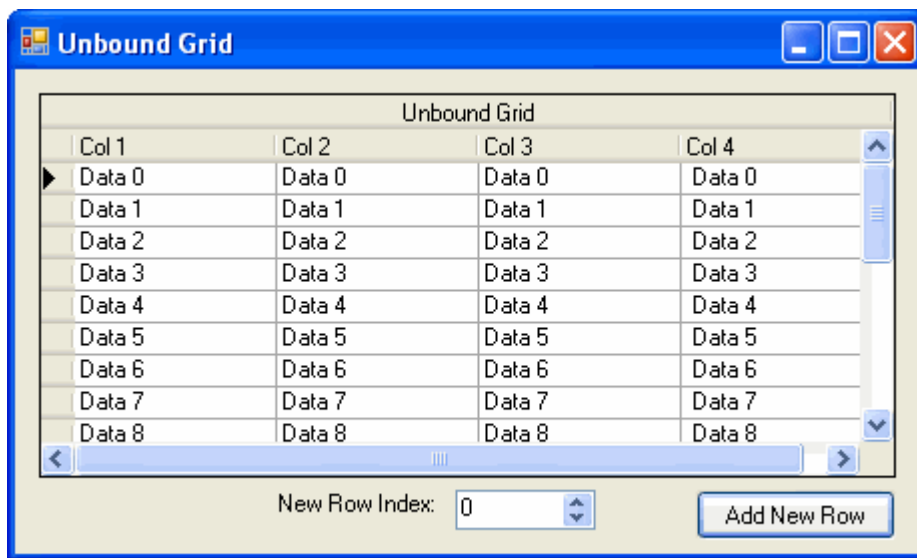 Unbound Grid
Unbound Grid
Col 1 Col 2 Col 3 Col 4
Data 0 Data 0 Data 0 Data 0
Data 1 Data 1 Data 1 Data 1
Data 2 Data 2 Data 2 Data 2
Data 3 Data 3 Data 3 Data 3
Data 4 Data 4 Data 4 Data 4
Data 5 Data 5 Data 5 Data 5
Data 6 Data 6 Data 6 Data 6
Data 7 Data 7 Data 7 Data 7
Data 8 Data 8 Data 8 Data 8
New Row Index: 0 Add New Row